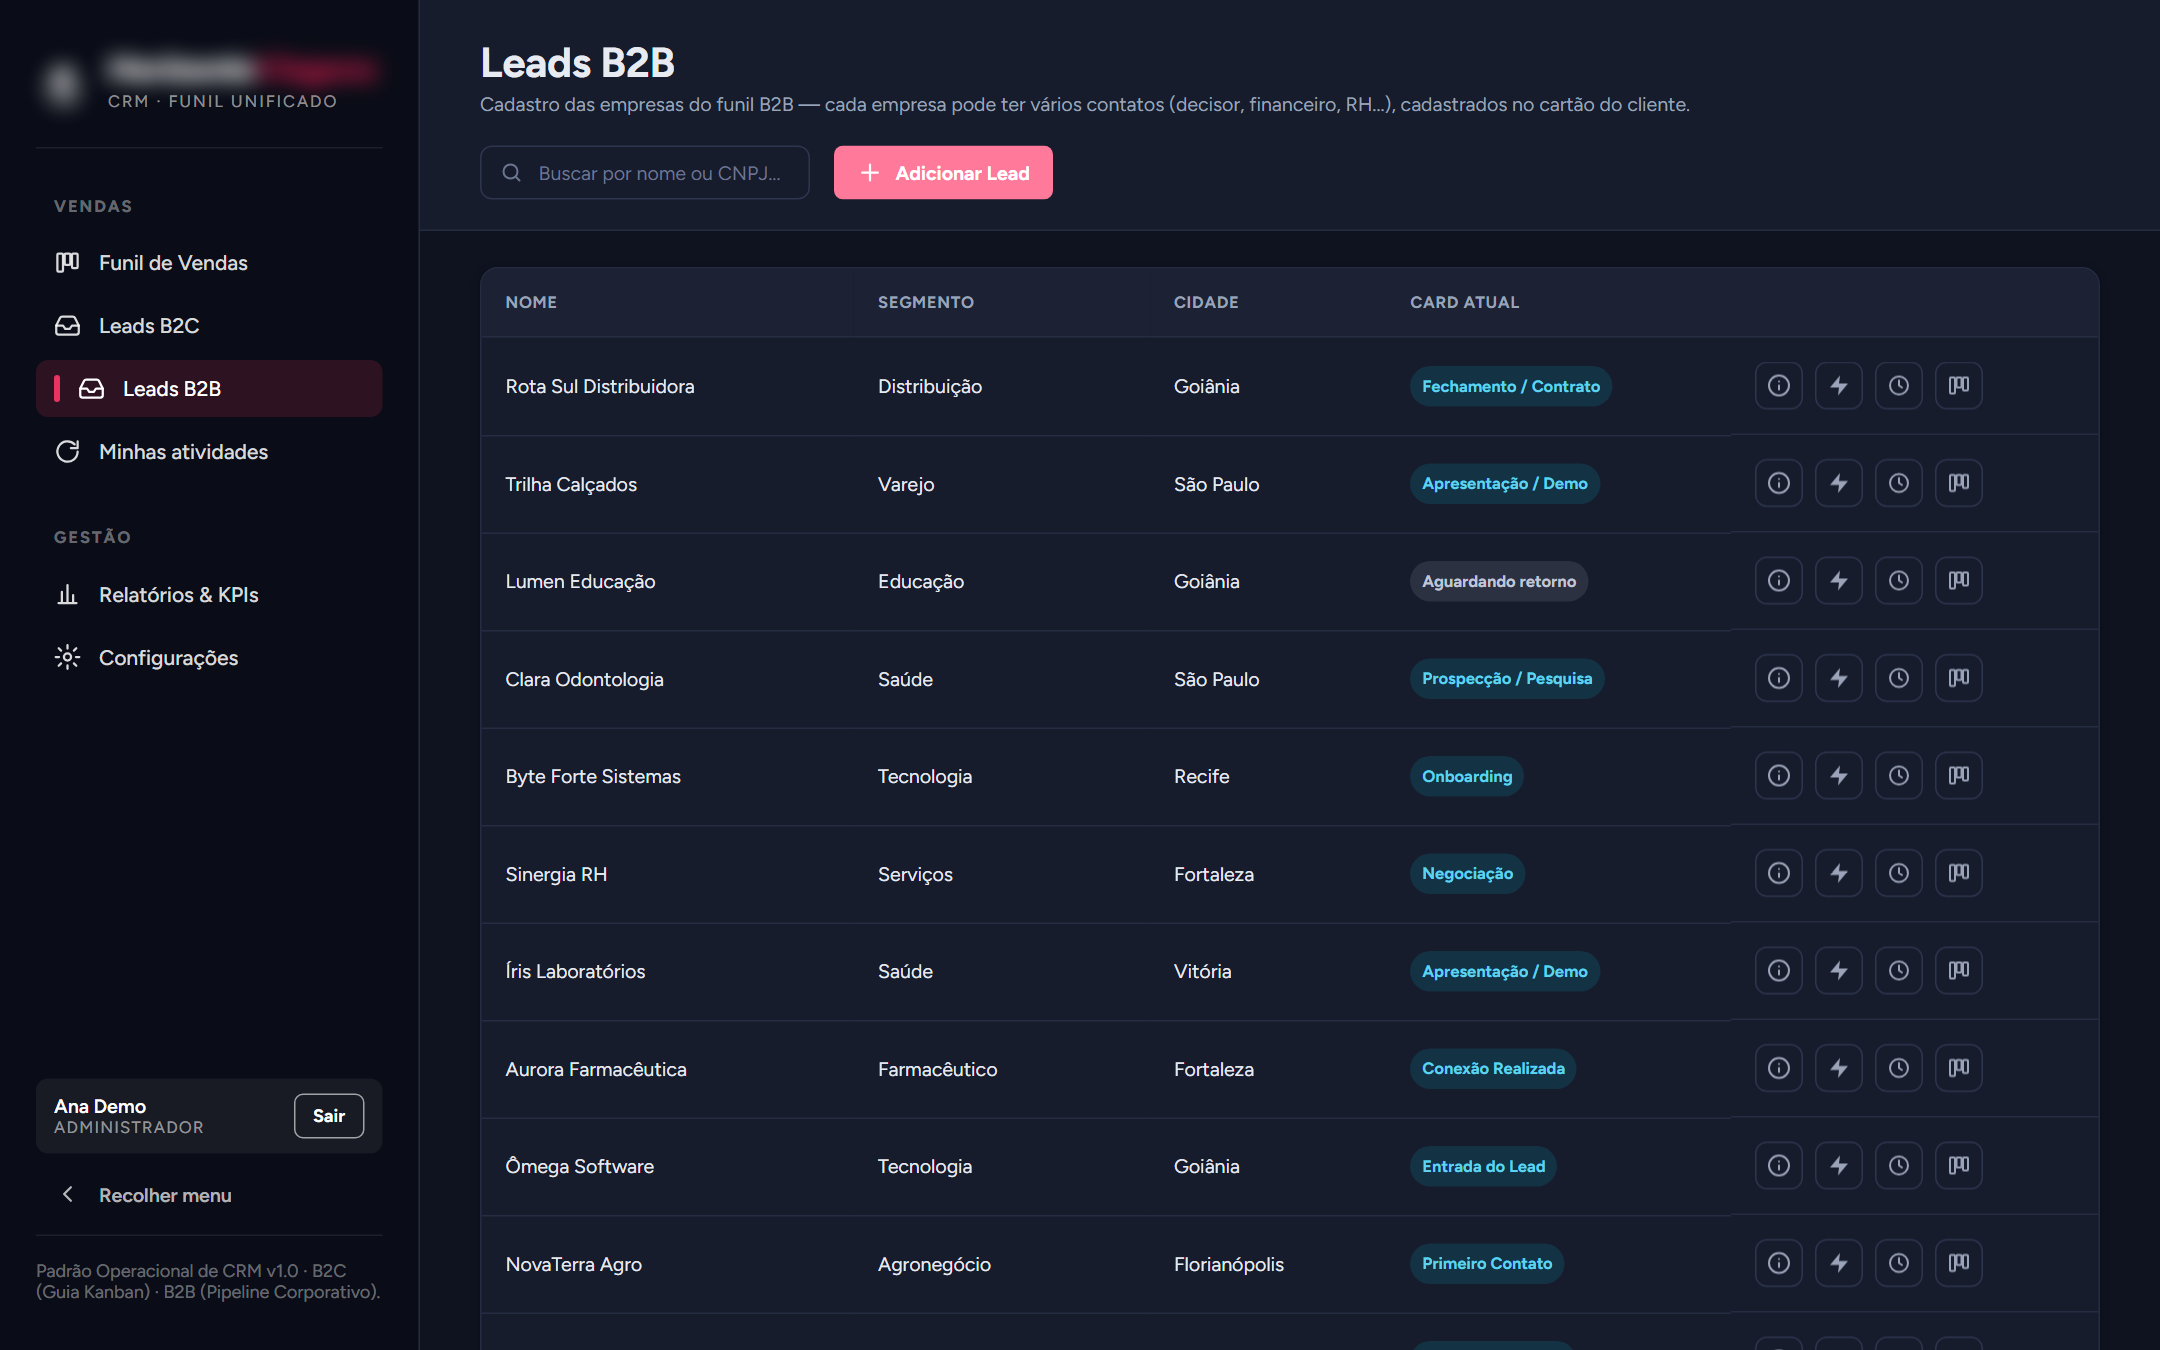 CRM · FUNIL UNIFICADO
VENDAS
Funil de Vendas
Leads B2C
Leads B2B
Minhas atividades
GESTÃO
Relatórios & KPIs
Configurações
Ana Demo
ADMINISTRADOR
Sair
Recolher menu
Padrão Operacional de CRM v1.0 · B2C
(Guia Kanban) · B2B (Pipeline Corporativo).
Leads B2B
Cadastro das empresas do funil B2B — cada empresa pode ter vários contatos (decisor, financeiro, RH...), cadastrados no cartão do cliente.
Buscar por nome ou CNPJ...
Adicionar Lead
NOME SEGMENTO CIDADE CARD ATUAL
Rota Sul Distribuidora Distribuição Goiânia Fechamento / Contrato
Trilha Calçados Varejo São Paulo Apresentação / Demo
Lumen Educação Educação Goiânia Aguardando retorno
Clara Odontologia Saúde São Paulo Prospecção / Pesquisa
Byte Forte Sistemas Tecnologia Recife Onboarding
Sinergia RH Serviços Fortaleza Negociação
Íris Laboratórios Saúde Vitória Apresentação / Demo
Aurora Farmacêutica Farmacêutico Fortaleza Conexão Realizada
Ômega Software Tecnologia Goiânia Entrada do Lead
NovaTerra Agro Agronegócio Florianópolis Primeiro Contato